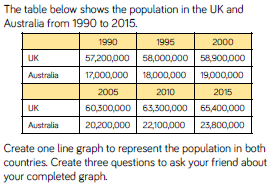 The table below shows the population in the UK and
Australia from 1990 to 2015.
1990 1995 2000
UK 57,200,000 58,000,000 58,900,000
Australia 17,000,000 18,000,000 19,000,000
2005 2010 2015
UK 60,300,000 63,300,000 65,400,000
Australia 20,200,000 22,100,000 23,800,000
Create one line graph to represent the population in both
countries. Create three questions to ask your friend about
your completed graph.